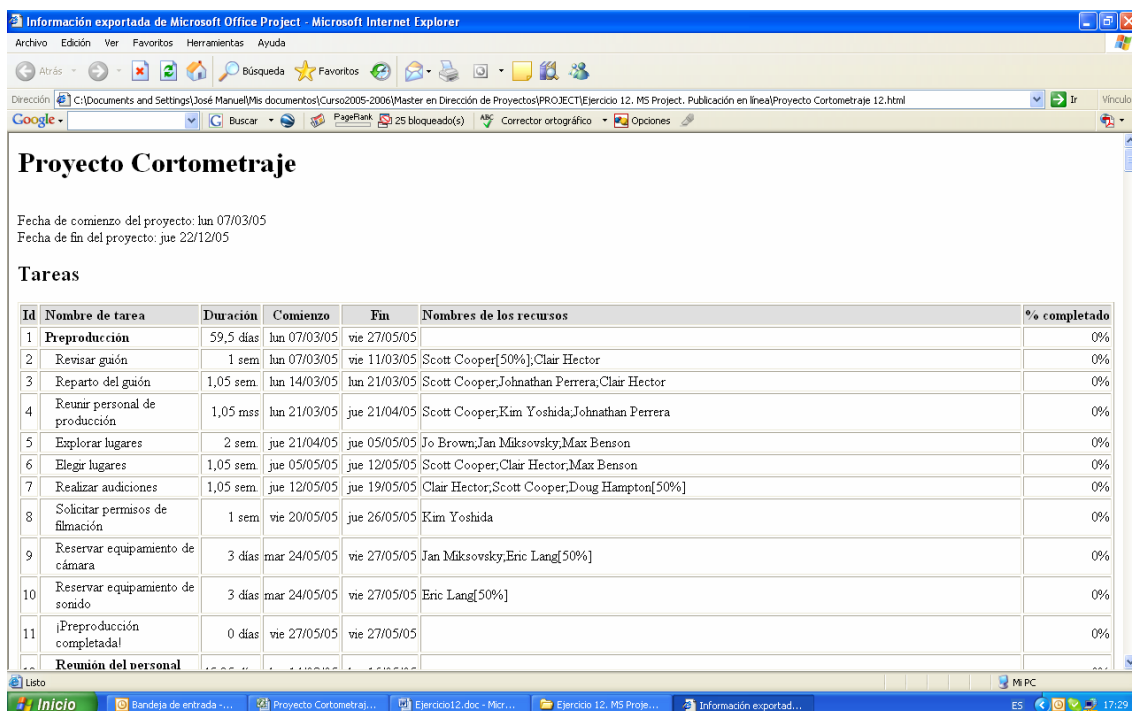 Información exportada de Microsoft Office Project - Microsoft Internet Explorer
Archivo Edición Ver Favoritos Herramientas Ayuda
Atrás Búsqueda Favoritos
Dirección C:\Documents and Settings\José Manuel\Mis documentos\Curso2005-2006\Master en Dirección de Proyectos\PROJECT\Ejercicio 12. MS Project. Publicación en línea\Proyecto Cortometraje 12.html Ir Vínculo
Google Buscar PageRank 25 bloqueado(s) ABC Corrector ortográfico Opciones
Proyecto Cortometraje
Fecha de comienzo del proyecto: lun 07/03/05
Fecha de fin del proyecto: jue 22/12/05
Tareas
Id Nombre de tarea Duración Comienzo Fin Nombres de los recursos % completado
1 Preproducción 59,5 días lun 07/03/05 vie 27/05/05 0%
2 Revisar guión 1 sem lun 07/03/05 vie 11/03/05 Scott Cooper[50%];Clair Hector 0%
3 Reparto del guión 1,05 sem. lun 14/03/05 lun 21/03/05 Scott Cooper;Johnathan Perrera;Clair Hector 0%
4 Reunir personal de
producción 1,05 mss lun 21/03/05 jue 21/04/05 Scott Cooper;Kim Yoshida;Johnathan Perrera 0%
5 Explorar lugares 2 sem. jue 21/04/05 jue 05/05/05 Jo Brown;Jan Miksovsky;Max Benson 0%
6 Elegir lugares 1,05 sem. jue 05/05/05 jue 12/05/05 Scott Cooper;Clair Hector;Max Benson 0%
7 Realizar audiciones 1,05 sem. jue 12/05/05 jue 19/05/05 Clair Hector;Scott Cooper;Doug Hampton[50%] 0%
8 Solicitar permisos de
filmación 1 sem vie 20/05/05 jue 26/05/05 Kim Yoshida 0%
9 Reservar equipamiento de
cámara 3 días mar 24/05/05 vie 27/05/05 Jan Miksovsky;Eric Lang[50%] 0%
10 Reservar equipamiento de
sonido 3 días mar 24/05/05 vie 27/05/05 Eric Lang[50%] 0%
11 ¡Preproducción
completada! 0 días vie 27/05/05 vie 27/05/05 0%
Reunión del personal
Listo Mi PC
Inicio Bandeja de entrada -... Proyecto Cortometraj... Ejercicio12.doc - Micr... Ejercicio 12. MS Proje... Información exportad... ES 17:29